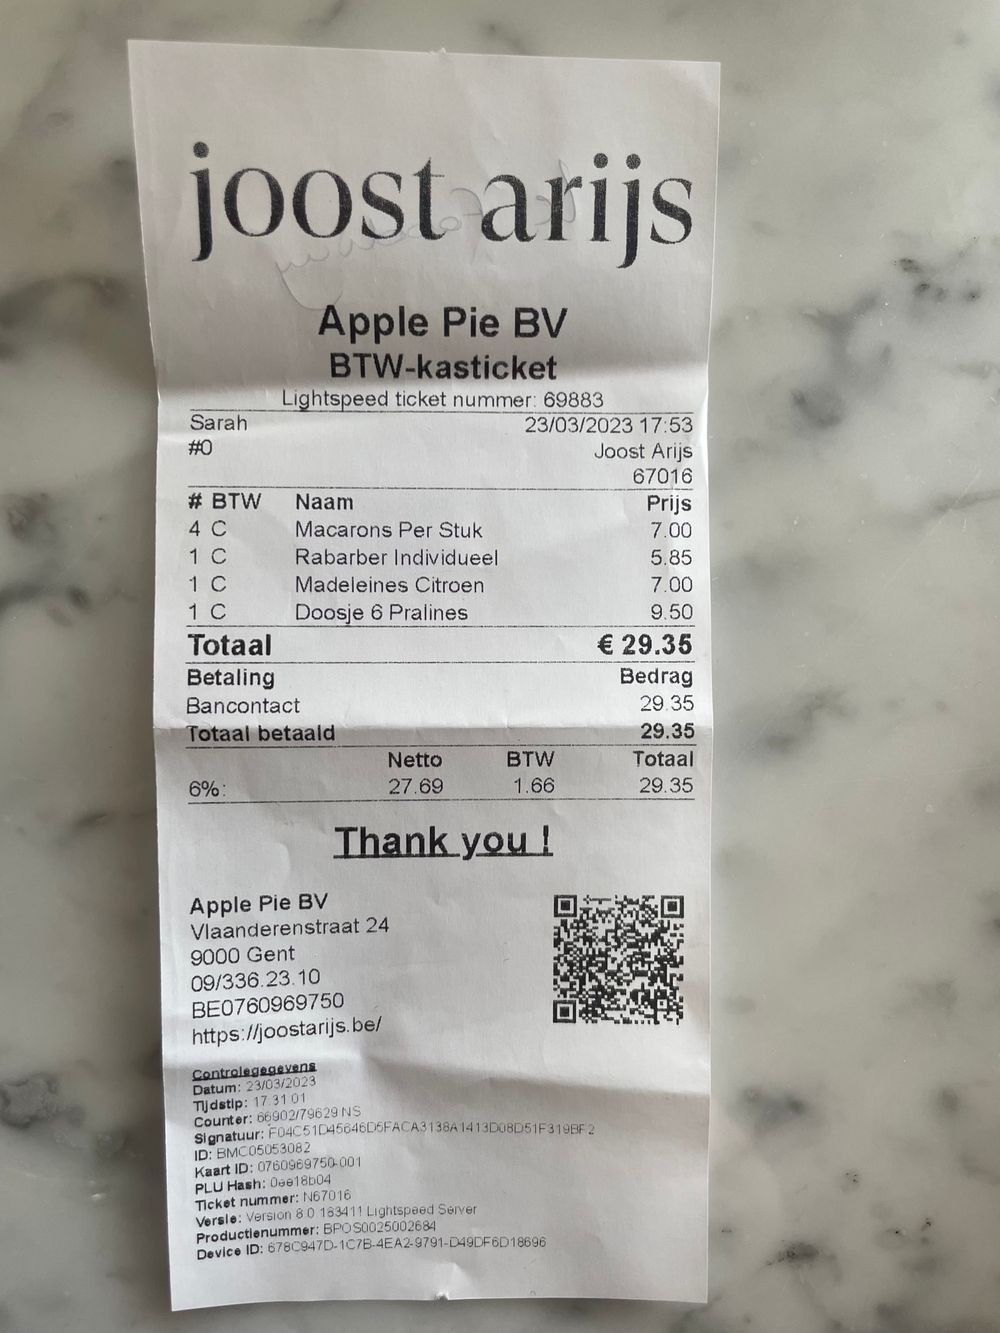 joost arijs
Apple Pie BV
BTW-kasticket
Lightspeed ticket nummer: 69883
Sarah 23/03/2023 17:53
#0 Joost Arijs
67016
# BTW Naam Prijs
4 C Macarons Per Stuk 7.00
1 C Rabarber Individueel 5.85
1 C Madeleines Citroen 7.00
1 C Doosje 6 Pralines 9.50
Totaal € 29.35
Betaling Bedrag
Bancontact 29.35
Totaal betaald 29.35
Netto BTW Totaal
6%: 27.69 1.66 29.35
Thank you !
Apple Pie BV
Vlaanderenstraat 24
9000 Gent
09/336.23.10
BE0760969750
https://joostarijs.be/
Controlegegevens
Datum: 23/03/2023
Tijdstip: 17:31:01
Counter: 66902/79629 NS
Signatuur: F04C51D45646D5FACA3138A1413D08D51F319BF2
ID: BMC05053082
Kaart ID: 0760969750-001
PLU Hash: 0ee18b04
Ticket nummer: N67016
Versie: Version 8.0 183411 Lightspeed Server
Productienummer: BPOS0025002684
Device ID: 678C947D-1C7B-4EA2-9791-D49DF6D18696